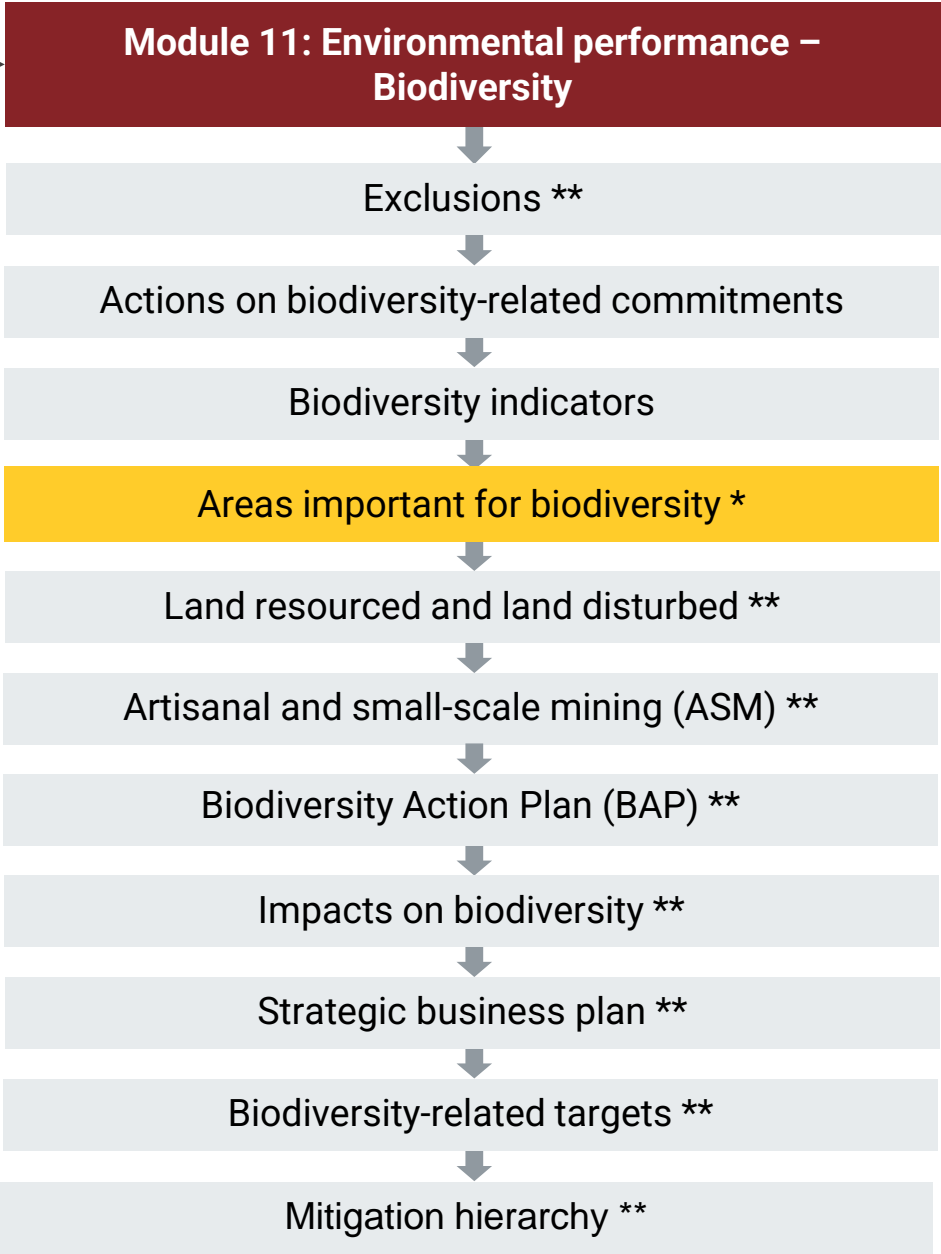 Module 11: Environmental performance –
Biodiversity
Exclusions **
Actions on biodiversity-related commitments
Biodiversity indicators
Areas important for biodiversity *
Land resourced and land disturbed **
Artisanal and small-scale mining (ASM) **
Biodiversity Action Plan (BAP) **
Impacts on biodiversity **
Strategic business plan **
Biodiversity-related targets **
Mitigation hierarchy **